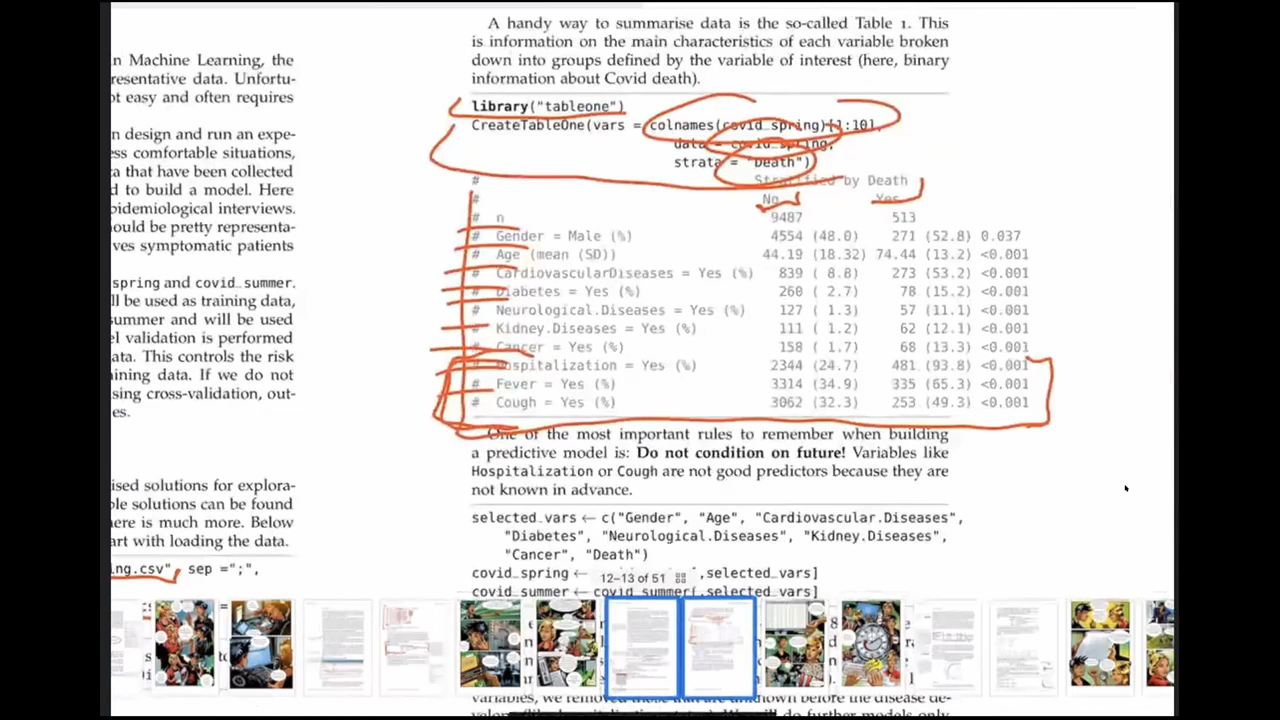 n Machine Learning, the
resentative data. Unfortu-
ot easy and often requires
n design and run an expe-
ess comfortable situations,
ta that have been collected
d to build a model. Here
pidemiological interviews.
ould be pretty representa-
ves symptomatic patients
spring and covid_summer.
ll be used as training data,
summer and will be used
el validation is performed
ata. This controls the risk
ining data. If we do not
sing cross-validation, out-
es.
ised solutions for explora-
ble solutions can be found
here is much more. Below
art with loading the data.
ng.csv", sep =";",
A handy way to summarise data is the so-called Table 1. This
is information on the main characteristics of each variable broken
down into groups defined by the variable of interest (here, binary
information about Covid death).
library("tableone")
CreateTableOne(vars = colnames(covid_spring)[1:10],
data = covid_spring,
strata = "Death")
# Stratified by Death
# No Yes
# n 9487 513
# Gender = Male (%) 4554 (48.0) 271 (52.8) 0.037
# Age (mean (SD)) 44.19 (18.32) 74.44 (13.2) <0.001
# CardiovascularDiseases = Yes (%) 839 ( 8.8) 273 (53.2) <0.001
# Diabetes = Yes (%) 260 ( 2.7) 78 (15.2) <0.001
# Neurological.Diseases = Yes (%) 127 ( 1.3) 57 (11.1) <0.001
# Kidney.Diseases = Yes (%) 111 ( 1.2) 62 (12.1) <0.001
# Cancer = Yes (%) 158 ( 1.7) 68 (13.3) <0.001
# Hospitalization = Yes (%) 2344 (24.7) 481 (93.8) <0.001
# Fever = Yes (%) 3314 (34.9) 335 (65.3) <0.001
# Cough = Yes (%) 3062 (32.3) 253 (49.3) <0.001
One of the most important rules to remember when building
a predictive model is: Do not condition on future! Variables like
Hospitalization or Cough are not good predictors because they are
not known in advance.
selected_vars ← c("Gender", "Age", "Cardiovascular.Diseases",
"Diabetes", "Neurological.Diseases", "Kidney.Diseases",
"Cancer", "Death")
covid_spring ← ,selected_vars]
covid_summer ← covid_summer[,selected_vars]
12-13 of 51